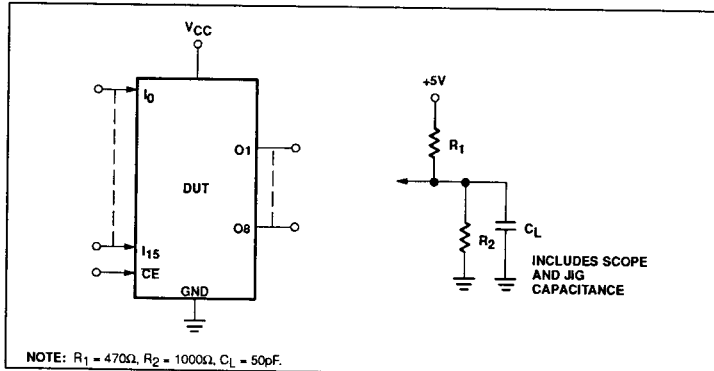 VCC
I0
O1
DUT
O8
I15
CE
GND
+5V
R1
R2
CL
INCLUDES SCOPE
AND JIG
CAPACITANCE
NOTE: R1 = 470Ω, R2 = 1000Ω, CL = 50pF.